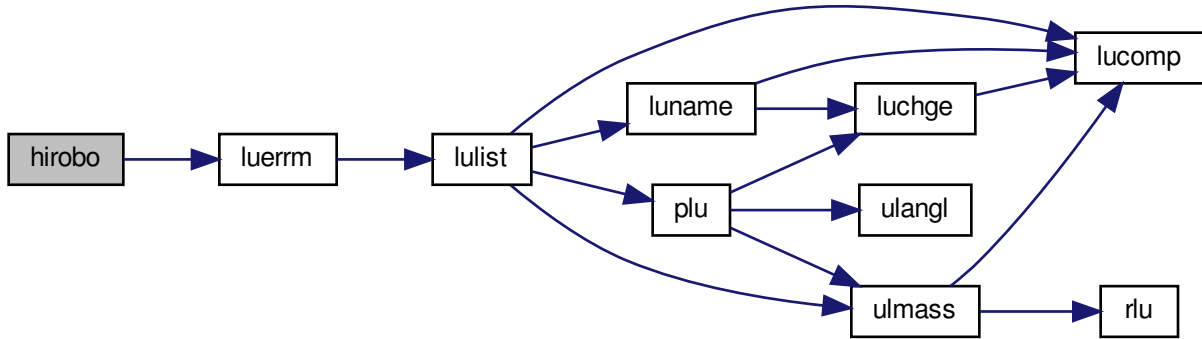 hirobo
luerrm
lulist
luname
plu
luchge
ulangl
ulmass
lucomp
rlu